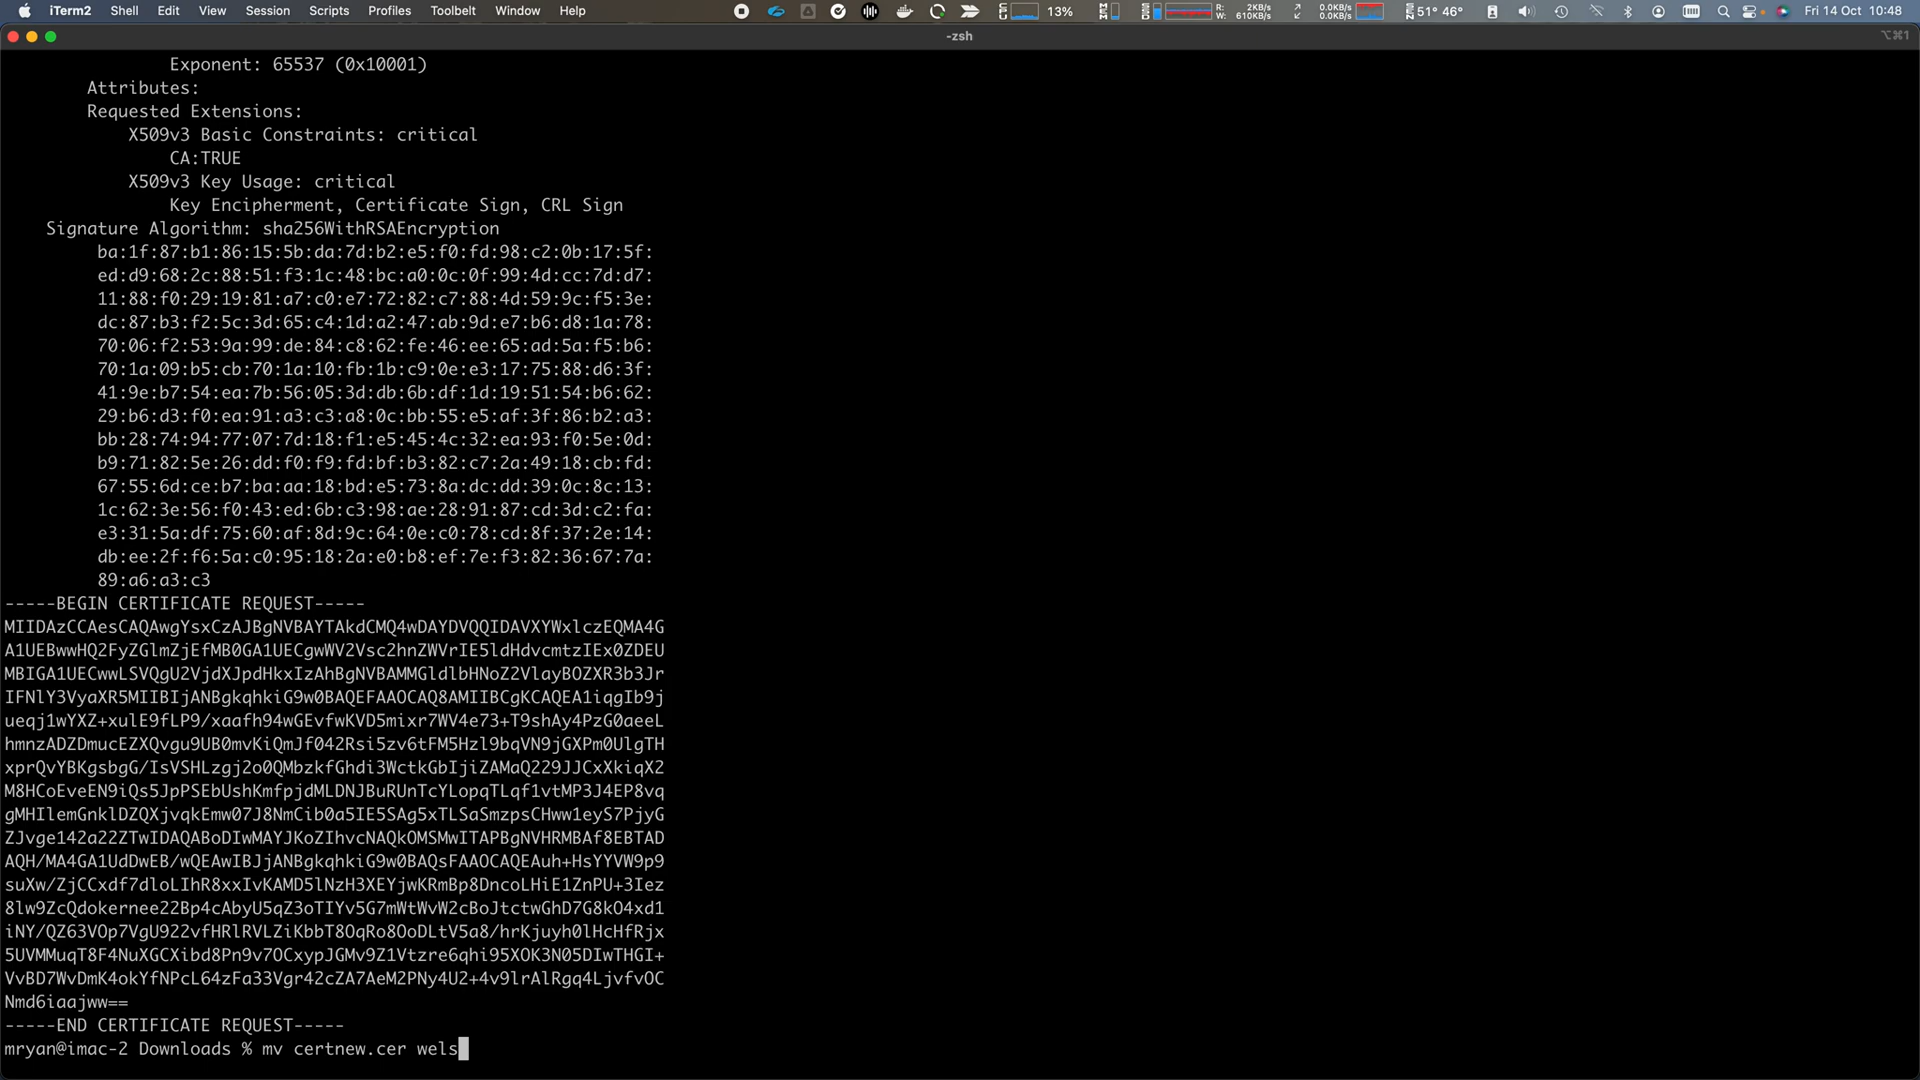 iTerm2 Shell Edit View Session Scripts Profiles Toolbelt Window Help 13% R: 2KB/s W: 610KB/s 0.0KB/s 0.0KB/s 51° 46° Fri 14 Oct 10:48
-zsh ⌥⌘1
Exponent: 65537 (0x10001)
Attributes:
Requested Extensions:
X509v3 Basic Constraints: critical
CA:TRUE
X509v3 Key Usage: critical
Key Encipherment, Certificate Sign, CRL Sign
Signature Algorithm: sha256WithRSAEncryption
ba:1f:87:b1:86:15:5b:da:7d:b2:e5:f0:fd:98:c2:0b:17:5f:
ed:d9:68:2c:88:51:f3:1c:48:bc:a0:0c:0f:99:4d:cc:7d:d7:
11:88:f0:29:19:81:a7:c0:e7:72:82:c7:88:4d:59:9c:f5:3e:
dc:87:b3:f2:5c:3d:65:c4:1d:a2:47:ab:9d:e7:b6:d8:1a:78:
70:06:f2:53:9a:99:de:84:c8:62:fe:46:ee:65:ad:5a:f5:b6:
70:1a:09:b5:cb:70:1a:10:fb:1b:c9:0e:e3:17:75:88:d6:3f:
41:9e:b7:54:ea:7b:56:05:3d:db:6b:df:1d:19:51:54:b6:62:
29:b6:d3:f0:ea:91:a3:c3:a8:0c:bb:55:e5:af:3f:86:b2:a3:
bb:28:74:94:77:07:7d:18:f1:e5:45:4c:32:ea:93:f0:5e:0d:
b9:71:82:5e:26:dd:f0:f9:fd:bf:b3:82:c7:2a:49:18:cb:fd:
67:55:6d:ce:b7:ba:aa:18:bd:e5:73:8a:dc:dd:39:0c:8c:13:
1c:62:3e:56:f0:43:ed:6b:c3:98:ae:28:91:87:cd:3d:c2:fa:
e3:31:5a:df:75:60:af:8d:9c:64:0e:c0:78:cd:8f:37:2e:14:
db:ee:2f:f6:5a:c0:95:18:2a:e0:b8:ef:7e:f3:82:36:67:7a:
89:a6:a3:c3
-----BEGIN CERTIFICATE REQUEST-----
MIIDAzCCAesCAQAwgYsxCzAJBgNVBAYTAkdCMQ4wDAYDVQQIDAVXYWxlczEQMA4G
A1UEBwwHQ2FyZGlmZjEfMB0GA1UECgwWV2Vsc2hnZWVrIE5ldHdvcmtzIEx0ZDEU
MBIGA1UECwwLSVQgU2VjdXJpdHkxIzAhBgNVBAMMGldlbHNoZ2VlayBOZXR3b3Jr
IFNlY3VyaXR5MIIBIjANBgkqhkiG9w0BAQEFAAOCAQ8AMIIBCgKCAQEA1iqgIb9j
ueqj1wYXZ+xulE9fLP9/xaafh94wGEvfwKVD5mixr7WV4e73+T9shAy4PzG0aeeL
hmnzADZDmucEZXQvgu9UB0mvKiQmJf042Rsi5zv6tFM5Hzl9bqVN9jGXPm0UlgTH
xprQvYBKgsbgG/IsVSHLzgj2o0QMbzkfGhdi3WctkGbIjiZAMaQ229JJCxXkiqX2
M8HCoEveEN9iQs5JpPSEbUshKmfpjdMLDNJBuRUnTcYLopqTLqf1vtMP3J4EP8vq
gMHIlemGnklDZQXjvqkEmw07J8NmCib0a5IE5SAg5xTLSaSmzpsCHww1eyS7PjyG
ZJvge142a22ZTwIDAQABoDIwMAYJKoZIhvcNAQkOMSMwITAPBgNVHRMBAf8EBTAD
AQH/MA4GA1UdDwEB/wQEAwIBJjANBgkqhkiG9w0BAQsFAAOCAQEAuh+HsYYVW9p9
suXw/ZjCCxdf7dloLIhR8xxIvKAMD5lNzH3XEYjwKRmBp8DncoLHiE1ZnPU+3Iez
8lw9ZcQdokernee22Bp4cAbyU5qZ3oTIYv5G7mWtWvW2cBoJtctwGhD7G8kO4xd1
iNY/QZ63VOp7VgU922vfHRlRVLZiKbbT8OqRo8OoDLtV5a8/hrKjuyh0lHcHfRjx
5UVMMuqT8F4NuXGCXibd8Pn9v7OCxypJGMv9Z1Vtzre6qhi95XOK3N05DIwTHGI+
VvBD7WvDmK4okYfNPcL64zFa33Vgr42cZA7AeM2PNy4U2+4v9lrAlRgq4LjvfvOC
Nmd6iaajww==
-----END CERTIFICATE REQUEST-----
mryan@imac-2 Downloads % mv certnew.cer wels